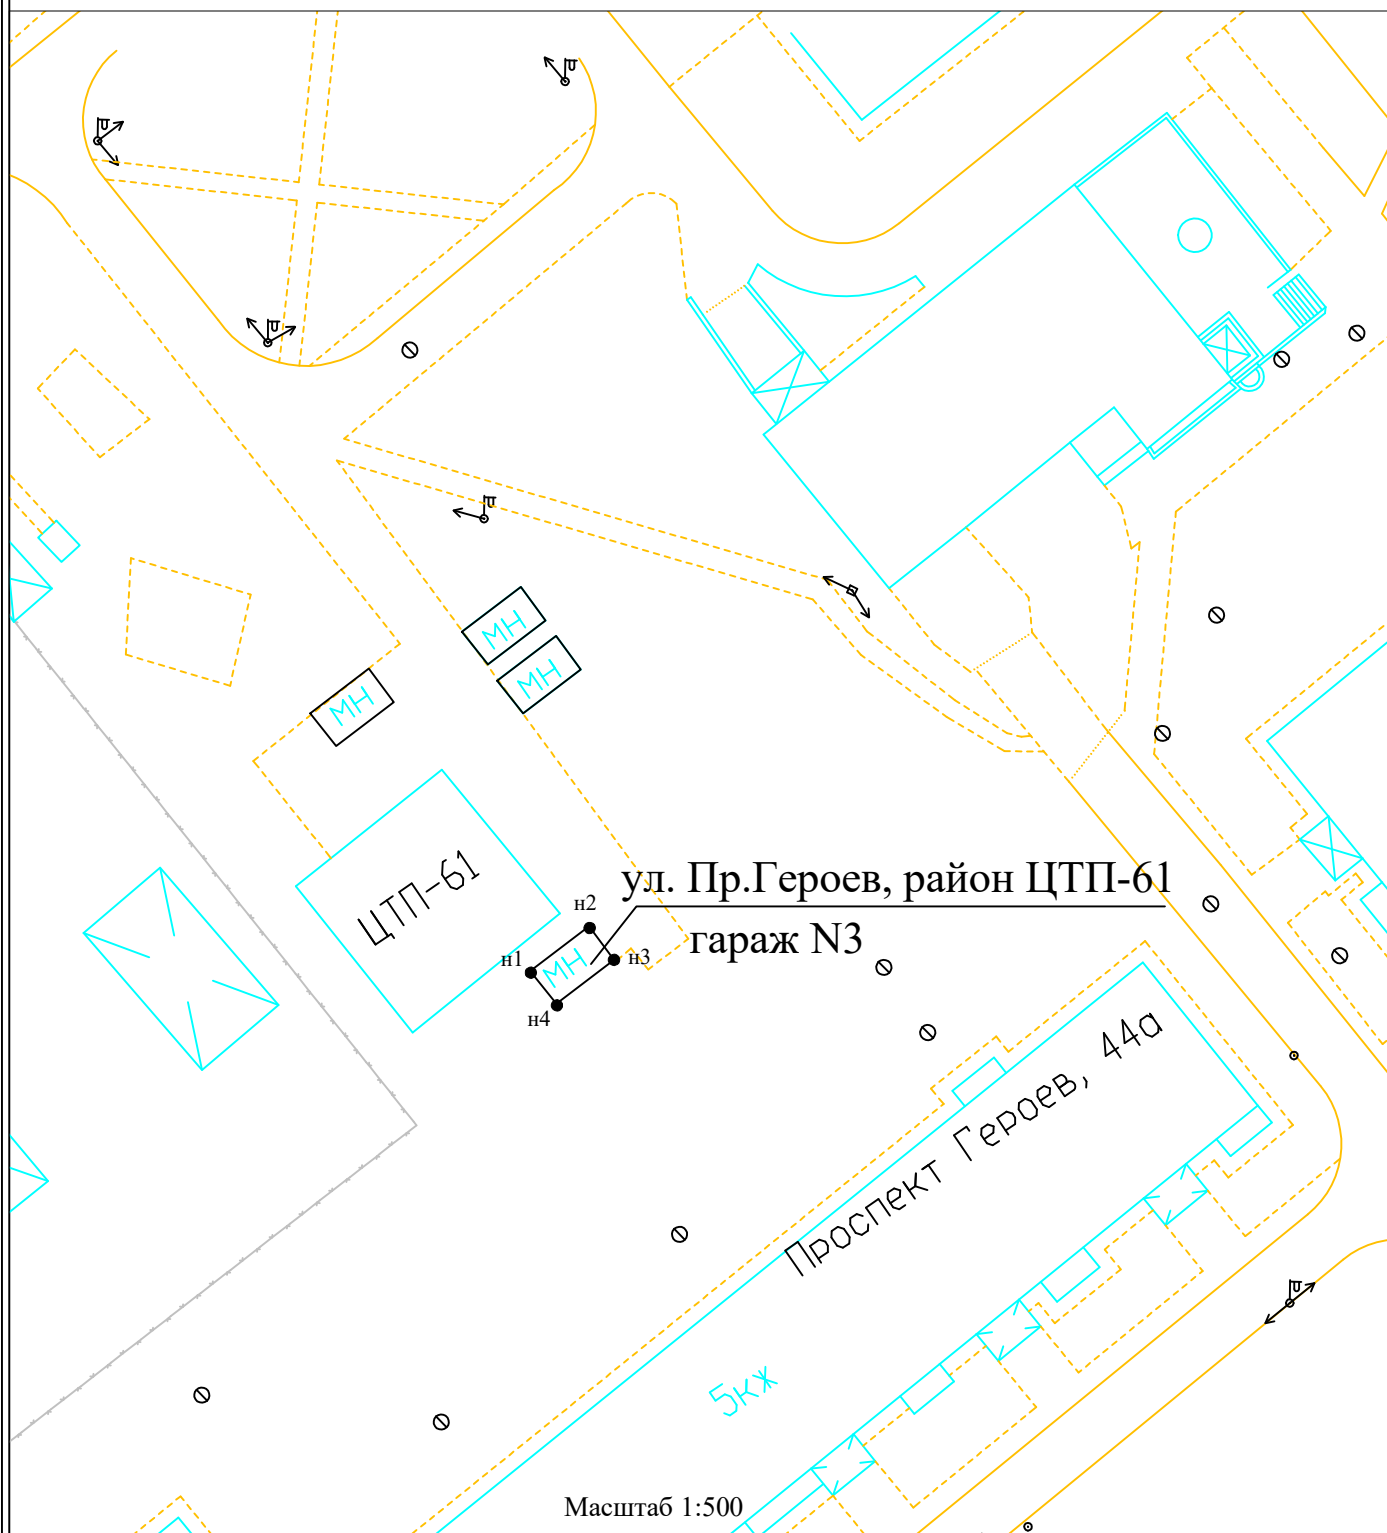 МН
МН
МН
ЦТП-61
ул. Пр.Героев, район ЦТП-61
гараж N3
н2
н1
МН
н3
н4
Проспект Героев, 44а
5кж
Масштаб 1:500